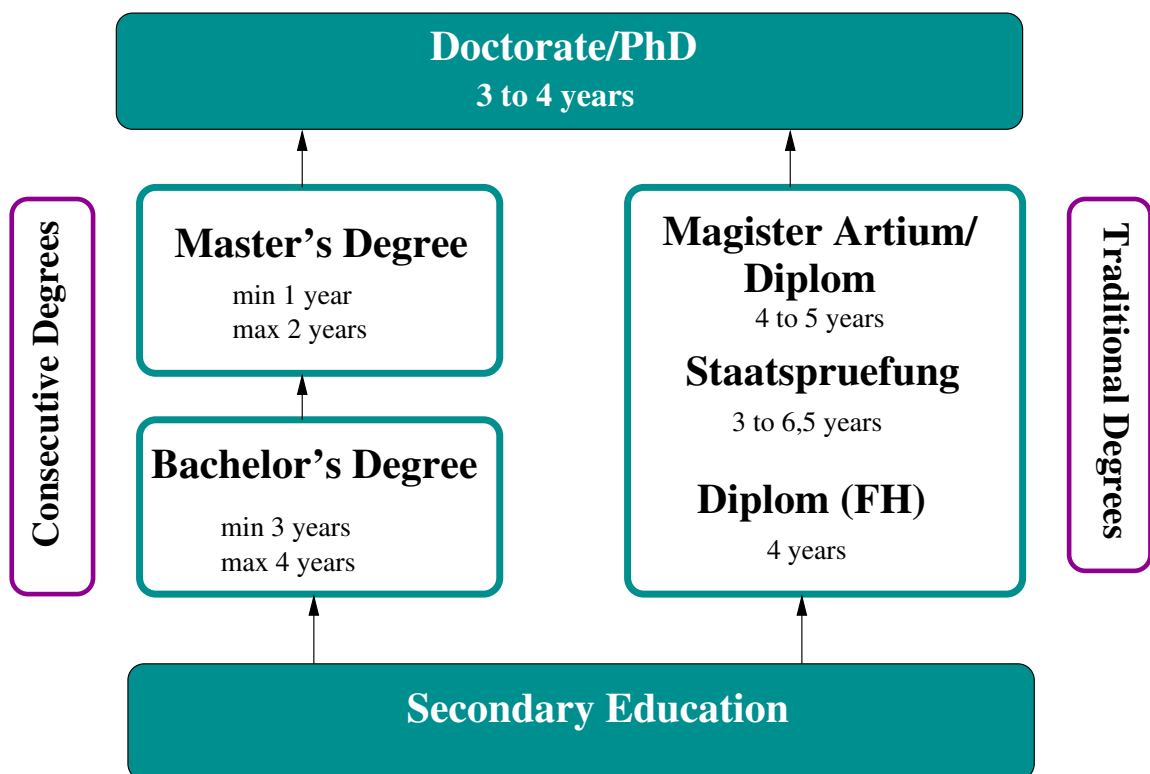 Doctorate/PhD
3 to 4 years
Consecutive Degrees
Master's Degree
min 1 year
max 2 years
Bachelor's Degree
min 3 years
max 4 years
Magister Artium/
Diplom
4 to 5 years
Staatspruefung
3 to 6,5 years
Diplom (FH)
4 years
Traditional Degrees
Secondary Education